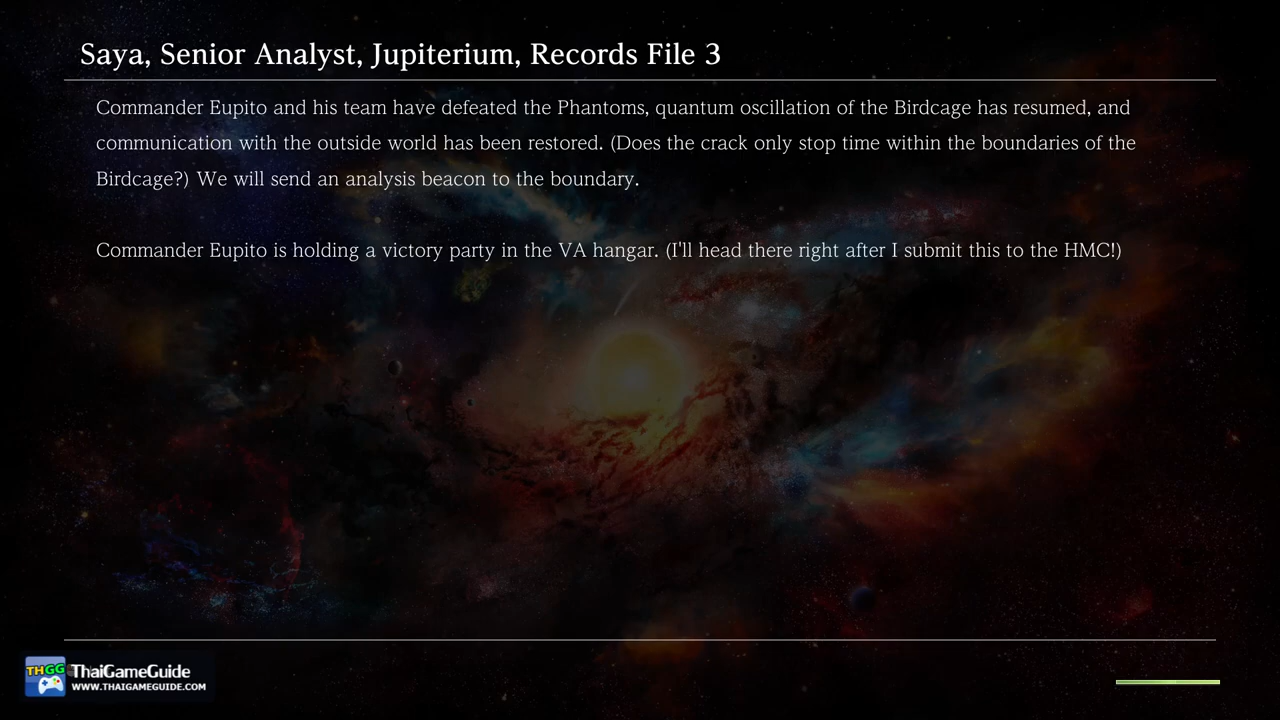 Saya, Senior Analyst, Jupiterium, Records File 3
Commander Eupito and his team have defeated the Phantoms, quantum oscillation of the Birdcage has resumed, and
communication with the outside world has been restored. (Does the crack only stop time within the boundaries of the
Birdcage?) We will send an analysis beacon to the boundary.
Commander Eupito is holding a victory party in the VA hangar. (I'll head there right after I submit this to the HMC!)
THGG ThaiGameGuide
WWW.THAIGAMEGUIDE.COM